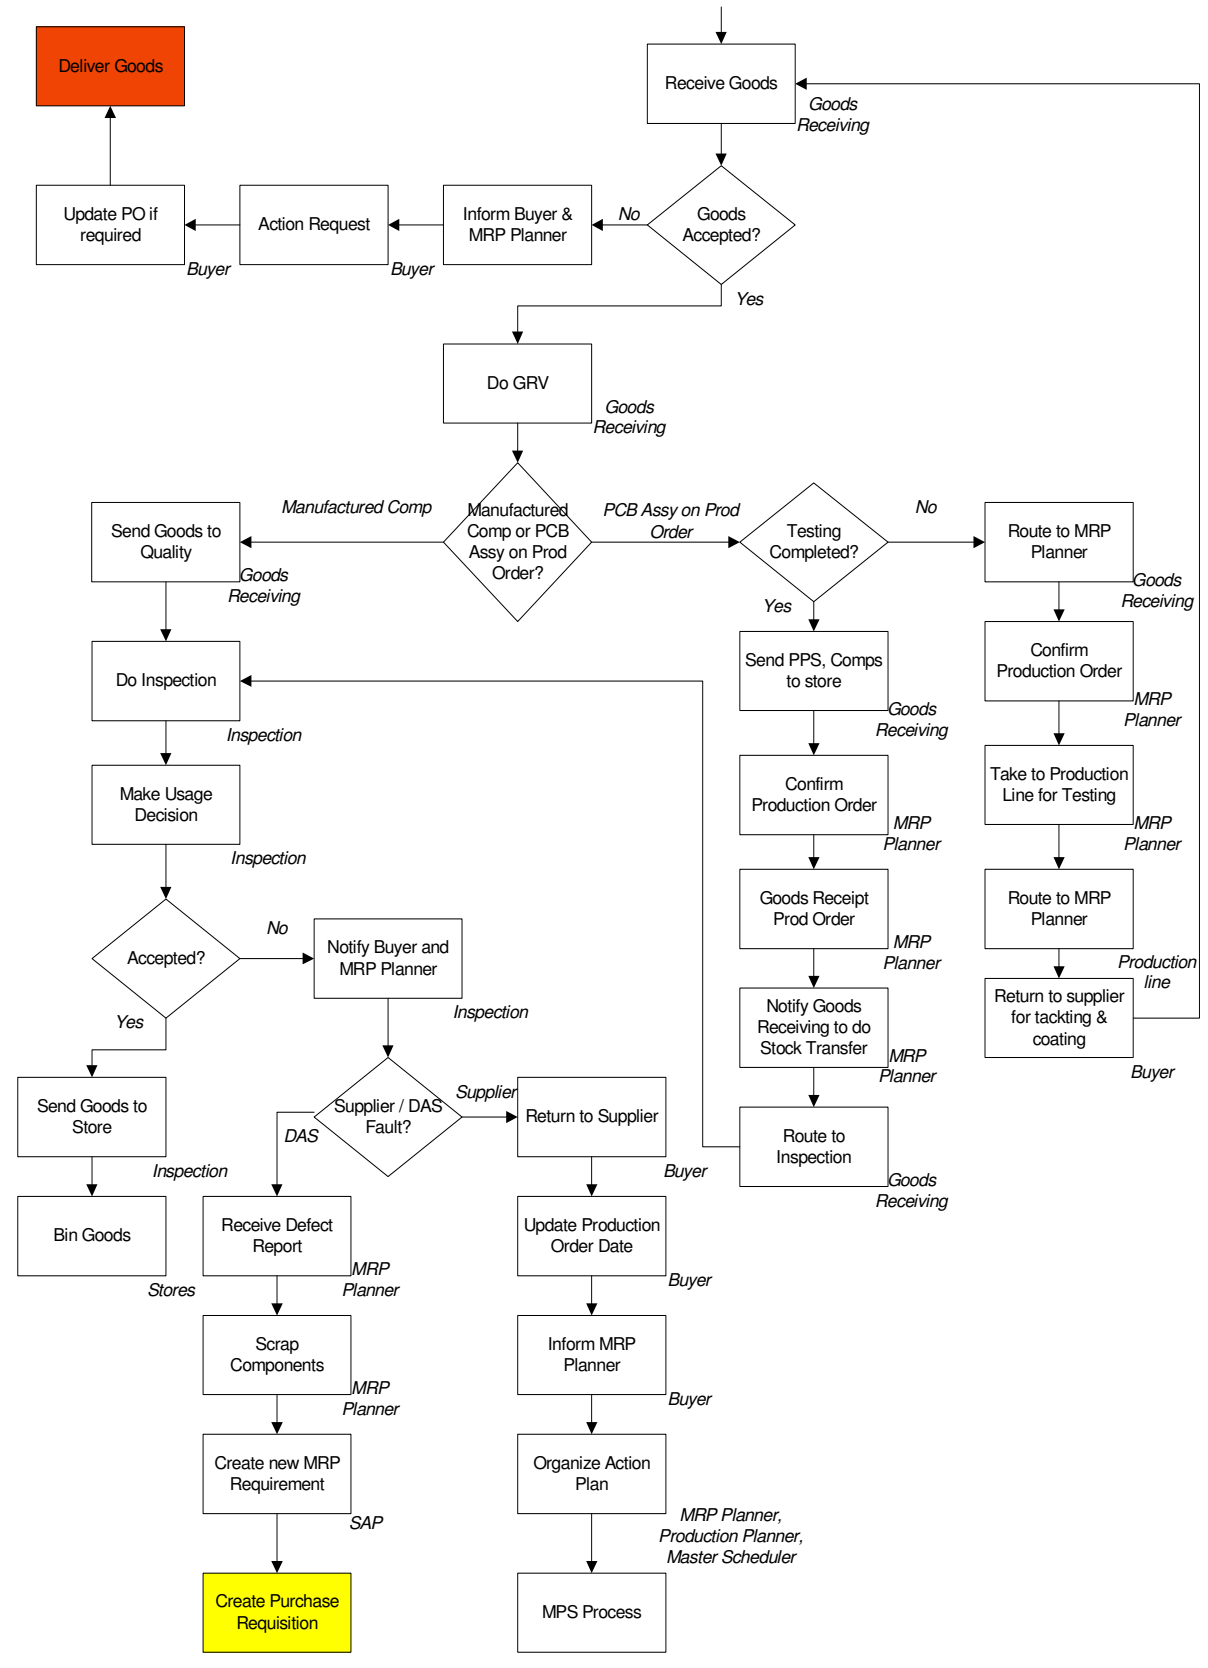 Deliver Goods
Receive Goods
Goods
Receiving
Update PO if
required
Buyer
Action Request
Buyer
Inform Buyer &
MRP Planner
No
Goods
Accepted?
Yes
Do GRV
Goods
Receiving
Manufactured Comp
Manufactured
Comp or PCB
Assy on Prod
Order?
PCB Assy on Prod
Order
Testing
Completed?
No
Yes
Send Goods to
Quality
Goods
Receiving
Route to MRP
Planner
Goods
Receiving
Do Inspection
Inspection
Send PPS, Comps
to store
Goods
Receiving
Confirm
Production Order
MRP
Planner
Make Usage
Decision
Inspection
Confirm
Production Order
MRP
Planner
Take to Production
Line for Testing
MRP
Planner
Accepted?
No
Yes
Notify Buyer and
MRP Planner
Inspection
Goods Receipt
Prod Order
MRP
Planner
Route to MRP
Planner
Production
line
Notify Goods
Receiving to do
Stock Transfer
MRP
Planner
Return to supplier
for tackting &
coating
Buyer
Send Goods to
Store
Inspection
Supplier / DAS
Fault?
DAS
Supplier
Return to Supplier
Buyer
Route to
Inspection
Goods
Receiving
Bin Goods
Stores
Receive Defect
Report
MRP
Planner
Update Production
Order Date
Buyer
Scrap
Components
MRP
Planner
Inform MRP
Planner
Buyer
Create new MRP
Requirement
SAP
Organize Action
Plan
MRP Planner,
Production Planner,
Master Scheduler
Create Purchase
Requisition
MPS Process